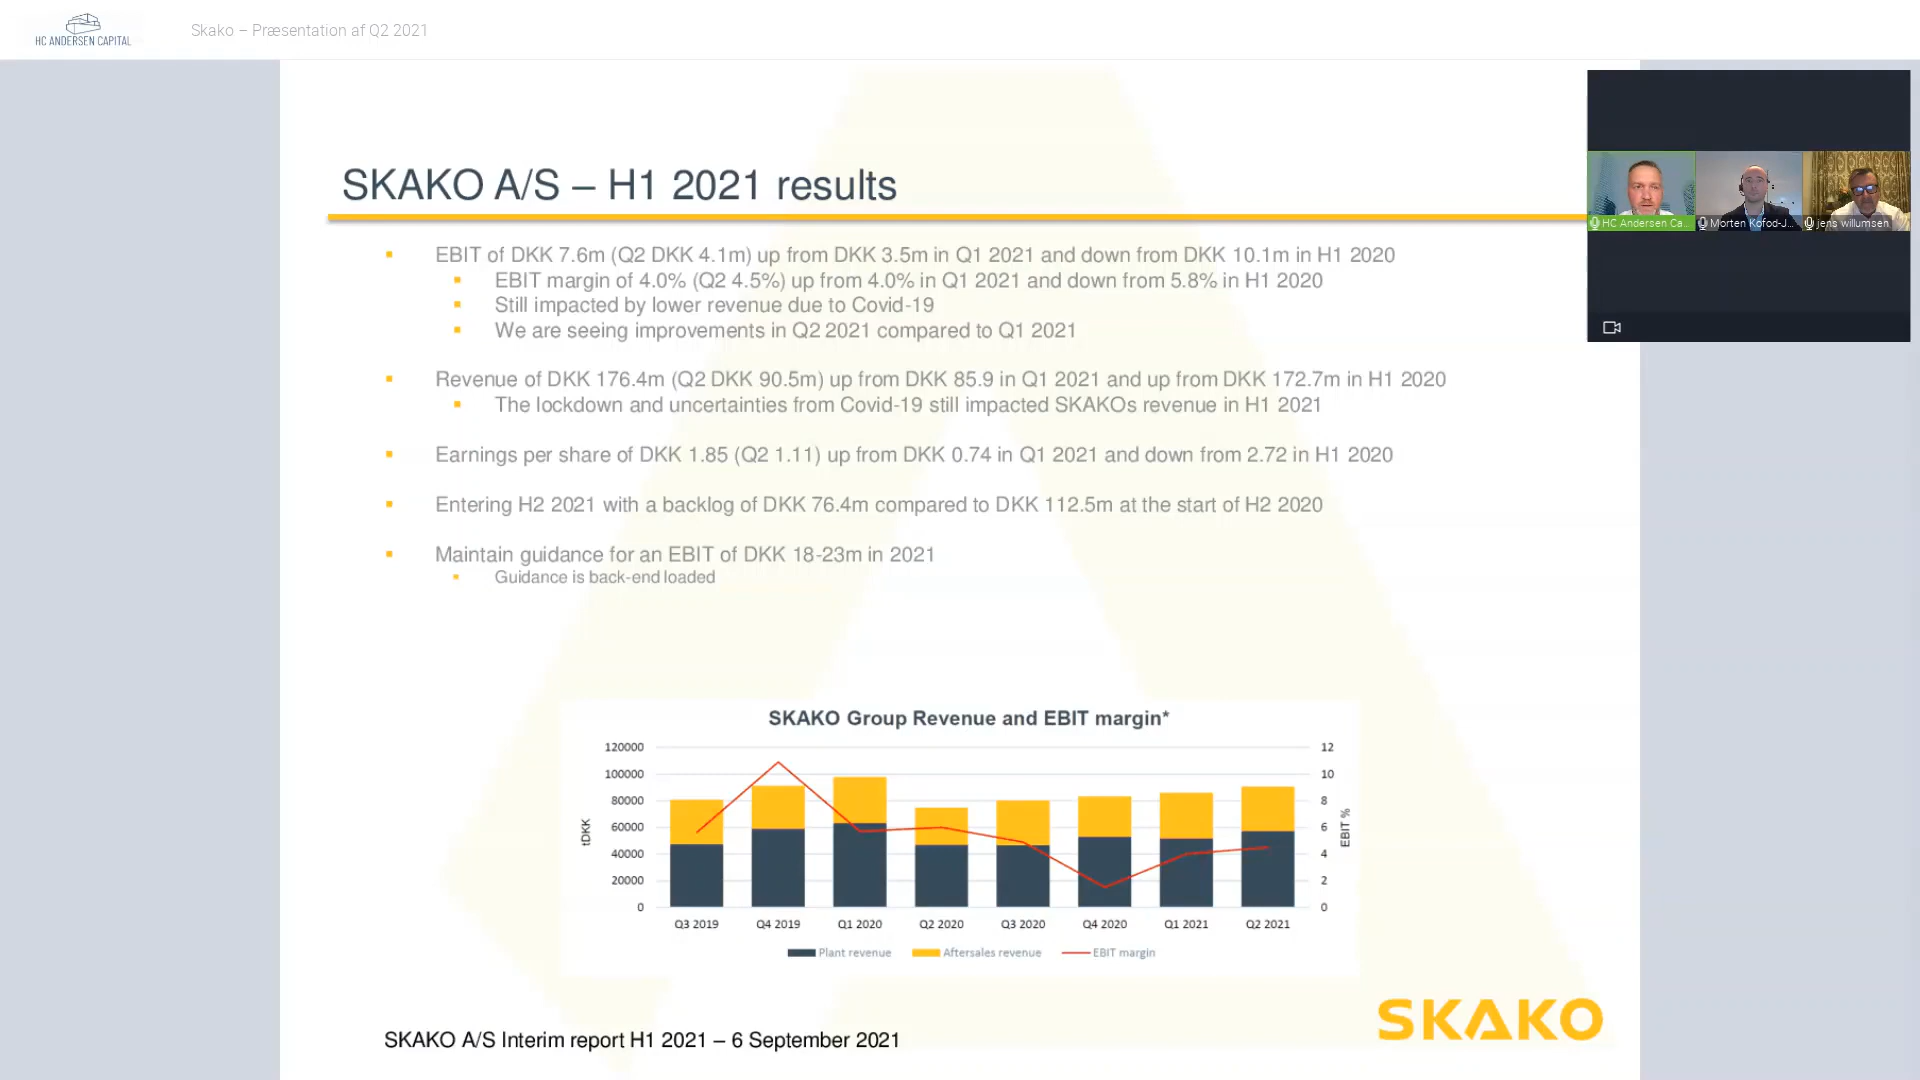 HC ANDERSEN CAPITAL
Skako – Præsentation af Q2 2021
HC Andersen Ca...
Morten Kofod-J...
jens willumsen
SKAKO A/S – H1 2021 results
EBIT of DKK 7.6m (Q2 DKK 4.1m) up from DKK 3.5m in Q1 2021 and down from DKK 10.1m in H1 2020
EBIT margin of 4.0% (Q2 4.5%) up from 4.0% in Q1 2021 and down from 5.8% in H1 2020
Still impacted by lower revenue due to Covid-19
We are seeing improvements in Q2 2021 compared to Q1 2021
Revenue of DKK 176.4m (Q2 DKK 90.5m) up from DKK 85.9 in Q1 2021 and up from DKK 172.7m in H1 2020
The lockdown and uncertainties from Covid-19 still impacted SKAKOs revenue in H1 2021
Earnings per share of DKK 1.85 (Q2 1.11) up from DKK 0.74 in Q1 2021 and down from 2.72 in H1 2020
Entering H2 2021 with a backlog of DKK 76.4m compared to DKK 112.5m at the start of H2 2020
Maintain guidance for an EBIT of DKK 18-23m in 2021
Guidance is back-end loaded
SKAKO Group Revenue and EBIT margin*
120000 12
100000 10
80000 8
60000 6
40000 4
20000 2
0 0
tDKK
EBIT %
Q3 2019 Q4 2019 Q1 2020 Q2 2020 Q3 2020 Q4 2020 Q1 2021 Q2 2021
Plant revenue Aftersales revenue EBIT margin
SKAKO
SKAKO A/S Interim report H1 2021 – 6 September 2021